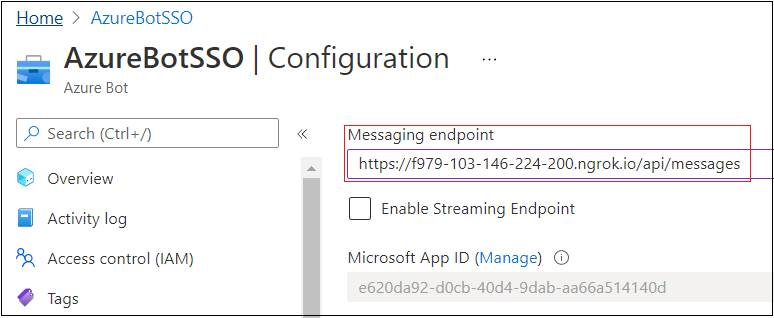 Home > AzureBotSSO
AzureBotSSO | Configuration ...
Azure Bot
Search (Ctrl+/) «
Overview
Activity log
Access control (IAM)
Tags
Messaging endpoint
https://f979-103-146-224-200.ngrok.io/api/messages
Enable Streaming Endpoint
Microsoft App ID (Manage)
e620da92-d0cb-40d4-9dab-aa66a514140d